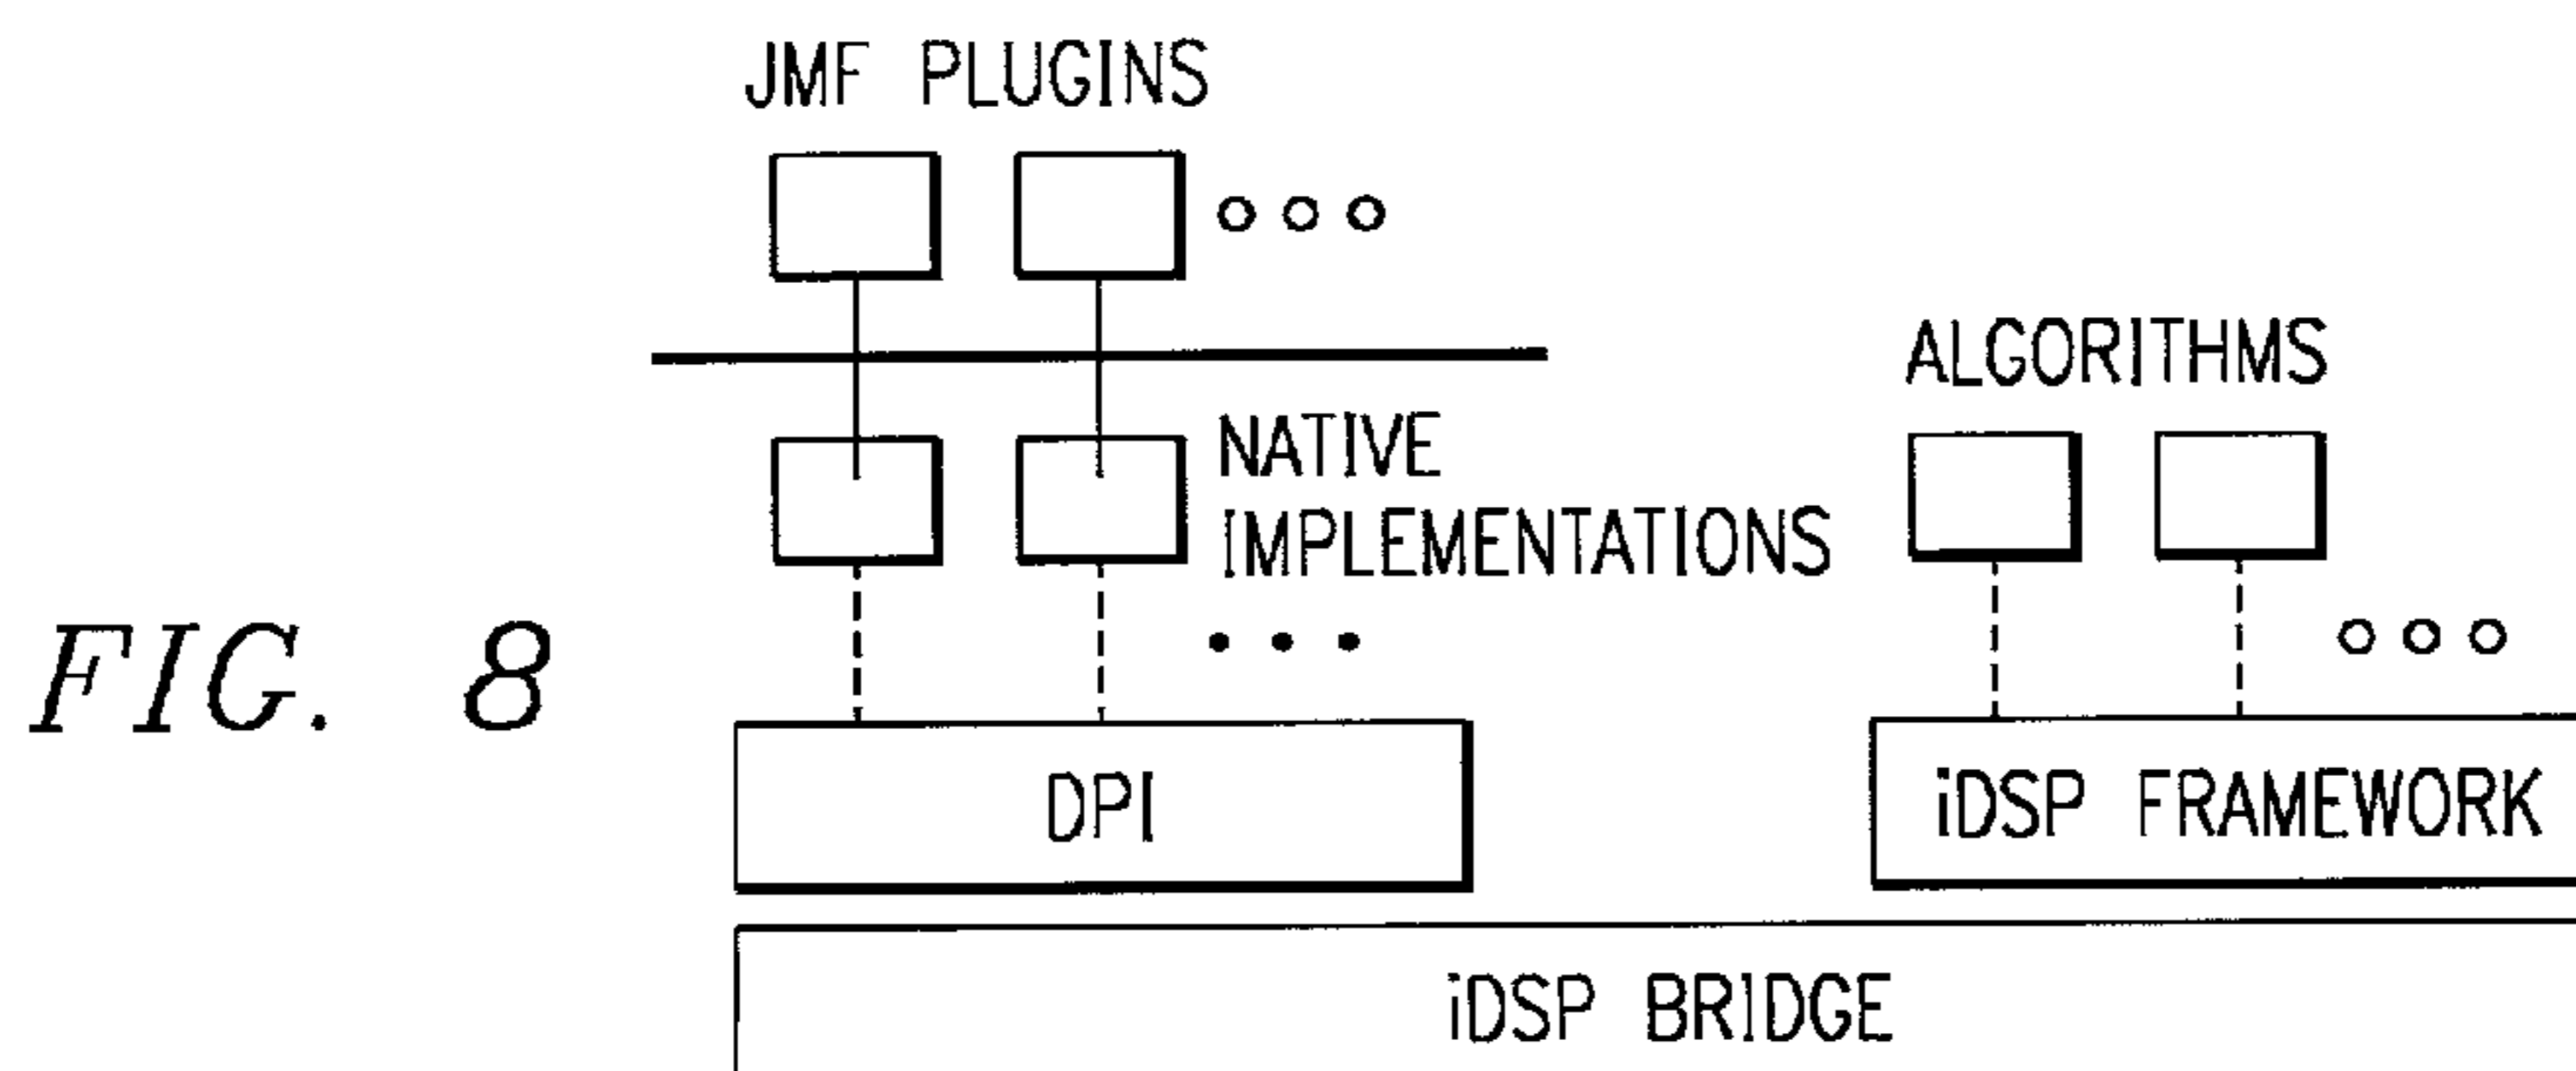 JMF PLUGINS
ALGORITHMS
NATIVE
IMPLEMENTATIONS
FIG. 8
DPI
iDSP FRAMEWORK
iDSP BRIDGE